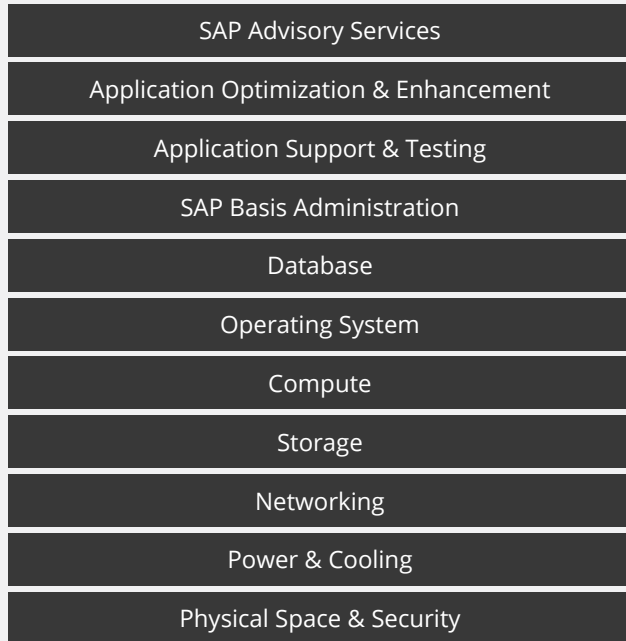 SAP Advisory Services
Application Optimization & Enhancement
Application Support & Testing
SAP Basis Administration
Database
Operating System
Compute
Storage
Networking
Power & Cooling
Physical Space & Security